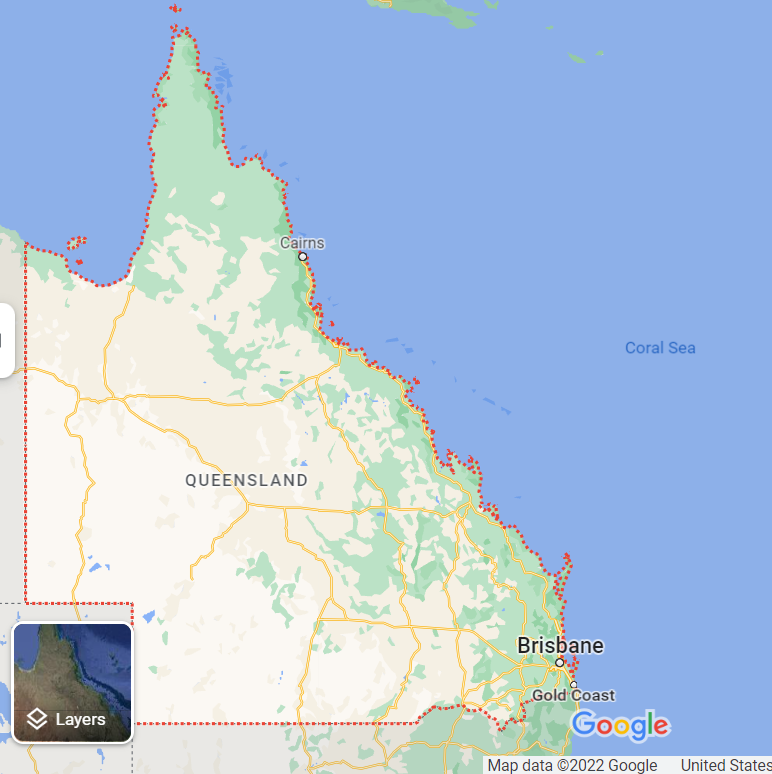 Cairns
Coral Sea
QUEENSLAND
Brisbane
Gold Coast
Layers
Google
Map data ©2022 Google United States